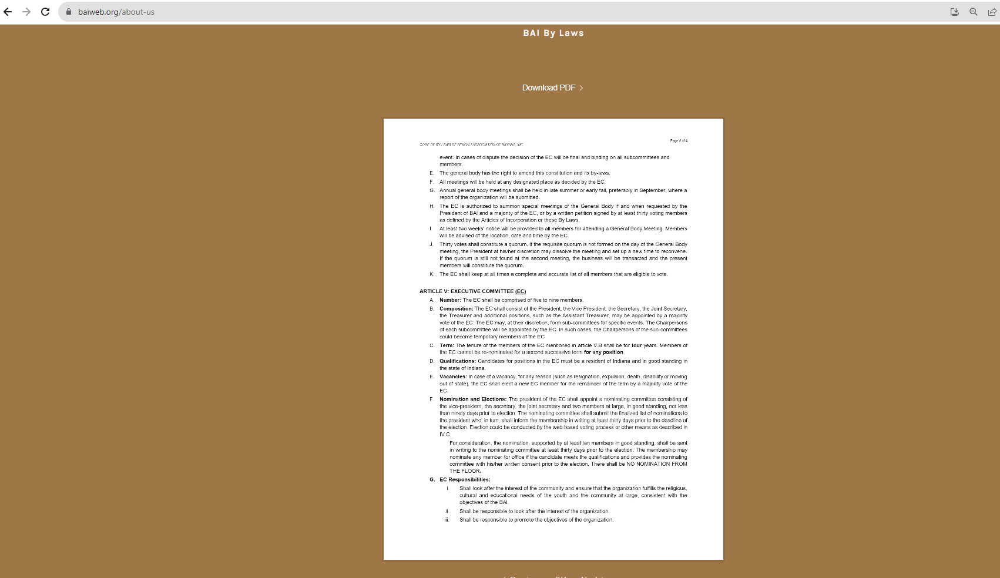 baiweb.org/about-us
BAI By Laws
Download PDF >
Page 2 of 4
CODE OF BY LAWS OF BENGALI ASSOCIATION OF INDIANA, INC
event. In cases of dispute the decision of the EC will be final and binding on all subcommittees and
members.
E. The general body has the right to amend this constitution and its by-laws.
F. All meetings will be held at any designated place as decided by the EC.
G. Annual general body meetings shall be held in late summer or early fall, preferably in September, where a
report of the organization will be submitted.
H. The EC is authorized to summon special meetings of the General Body if and when requested by the
President of BAI and a majority of the EC, or by a written petition signed by at least thirty voting members
as defined by the Articles of Incorporation or these By Laws.
I. At least two weeks' notice will be provided to all members for attending a General Body Meeting. Members
will be advised of the location, date and time by the EC.
J. Thirty votes shall constitute a quorum. If the requisite quorum is not formed on the day of the General Body
meeting, the President at his/her discretion may dissolve the meeting and set up a new time to reconvene.
If the quorum is still not found at the second meeting, the business will be transacted and the present
members will constitute the quorum.
K. The EC shall keep at all times a complete and accurate list of all members that are eligible to vote.
ARTICLE V: EXECUTIVE COMMITTEE (EC)
A. Number: The EC shall be comprised of five to nine members.
B. Composition: The EC shall consist of the President, the Vice President, the Secretary, the Joint Secretary,
the Treasurer and additional positions, such as the Assistant Treasurer, may be appointed by a majority
vote of the EC. The EC may, at their discretion, form sub-committees for specific events. The Chairpersons
of each subcommittee will be appointed by the EC. In such cases, the Chairpersons of the sub-committees
could become temporary members of the EC.
C. Term: The tenure of the members of the EC mentioned in article V.B shall be for four years. Members of
the EC cannot be re-nominated for a second successive term for any position.
D. Qualifications: Candidates for positions in the EC must be a resident of Indiana and in good standing in
the state of Indiana.
E. Vacancies: In case of a vacancy, for any reason (such as resignation, expulsion, death, disability or moving
out of state), the EC shall elect a new EC member for the remainder of the term by a majority vote of the
EC.
F. Nomination and Elections: The president of the EC shall appoint a nominating committee consisting of
the vice-president, the secretary, the joint secretary and two members at large, in good standing, not less
than ninety days prior to election. The nominating committee shall submit the finalized list of nominations to
the president who, in turn, shall inform the membership in writing at least thirty days prior to the deadline of
the election. Election could be conducted by the web-based voting process or other means as described in
IV C.
For consideration, the nomination, supported by at least ten members in good standing, shall be sent
in writing to the nominating committee at least thirty days prior to the election. The membership may
nominate any member for office if the candidate meets the qualifications and provides the nominating
committee with his/her written consent prior to the election. There shall be NO NOMINATION FROM
THE FLOOR.
G. EC Responsibilities:
i. Shall look after the interest of the community and ensure that the organization fulfills the religious,
cultural and educational needs of the youth and the community at large, consistent with the
objectives of the BAI.
ii. Shall be responsible to look after the interest of the organization.
iii. Shall be responsible to promote the objectives of the organization.